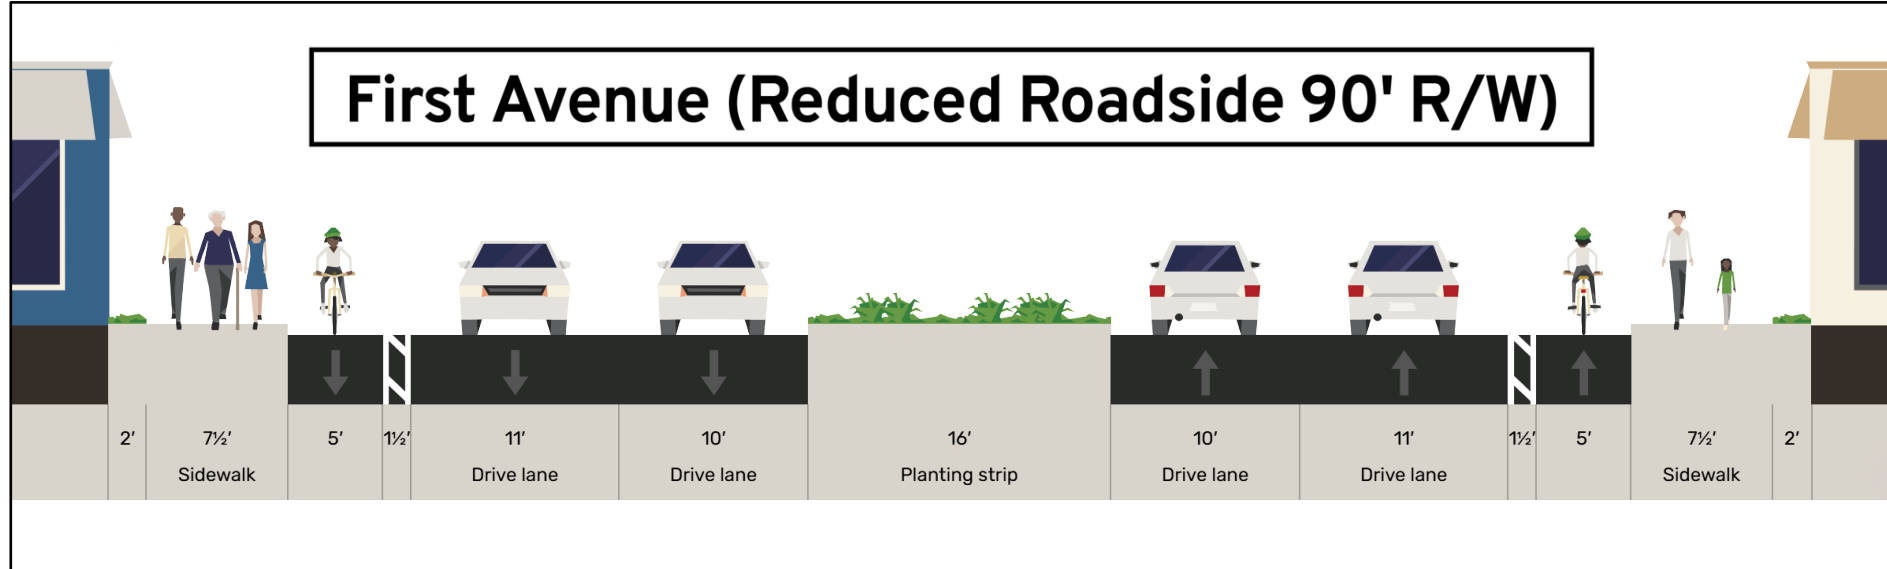 First Avenue (Reduced Roadside 90' R/W)
2' 7½' 5' 1½' 11' 10' 16' 10' 11' 1½' 5' 7½' 2'
Sidewalk Drive lane Drive lane Planting strip Drive lane Drive lane Sidewalk